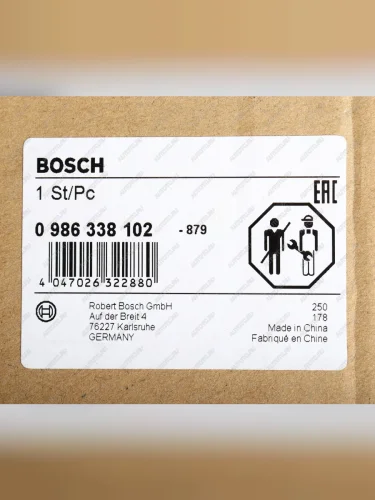 BOSCH
1 St/Pc
EAC
0 986 338 102 - 879
4 047026 322880
Robert Bosch GmbH
Auf der Breit 4
76227 Karlsruhe
GERMANY
250
178
Made in China
Fabriqué en Chine